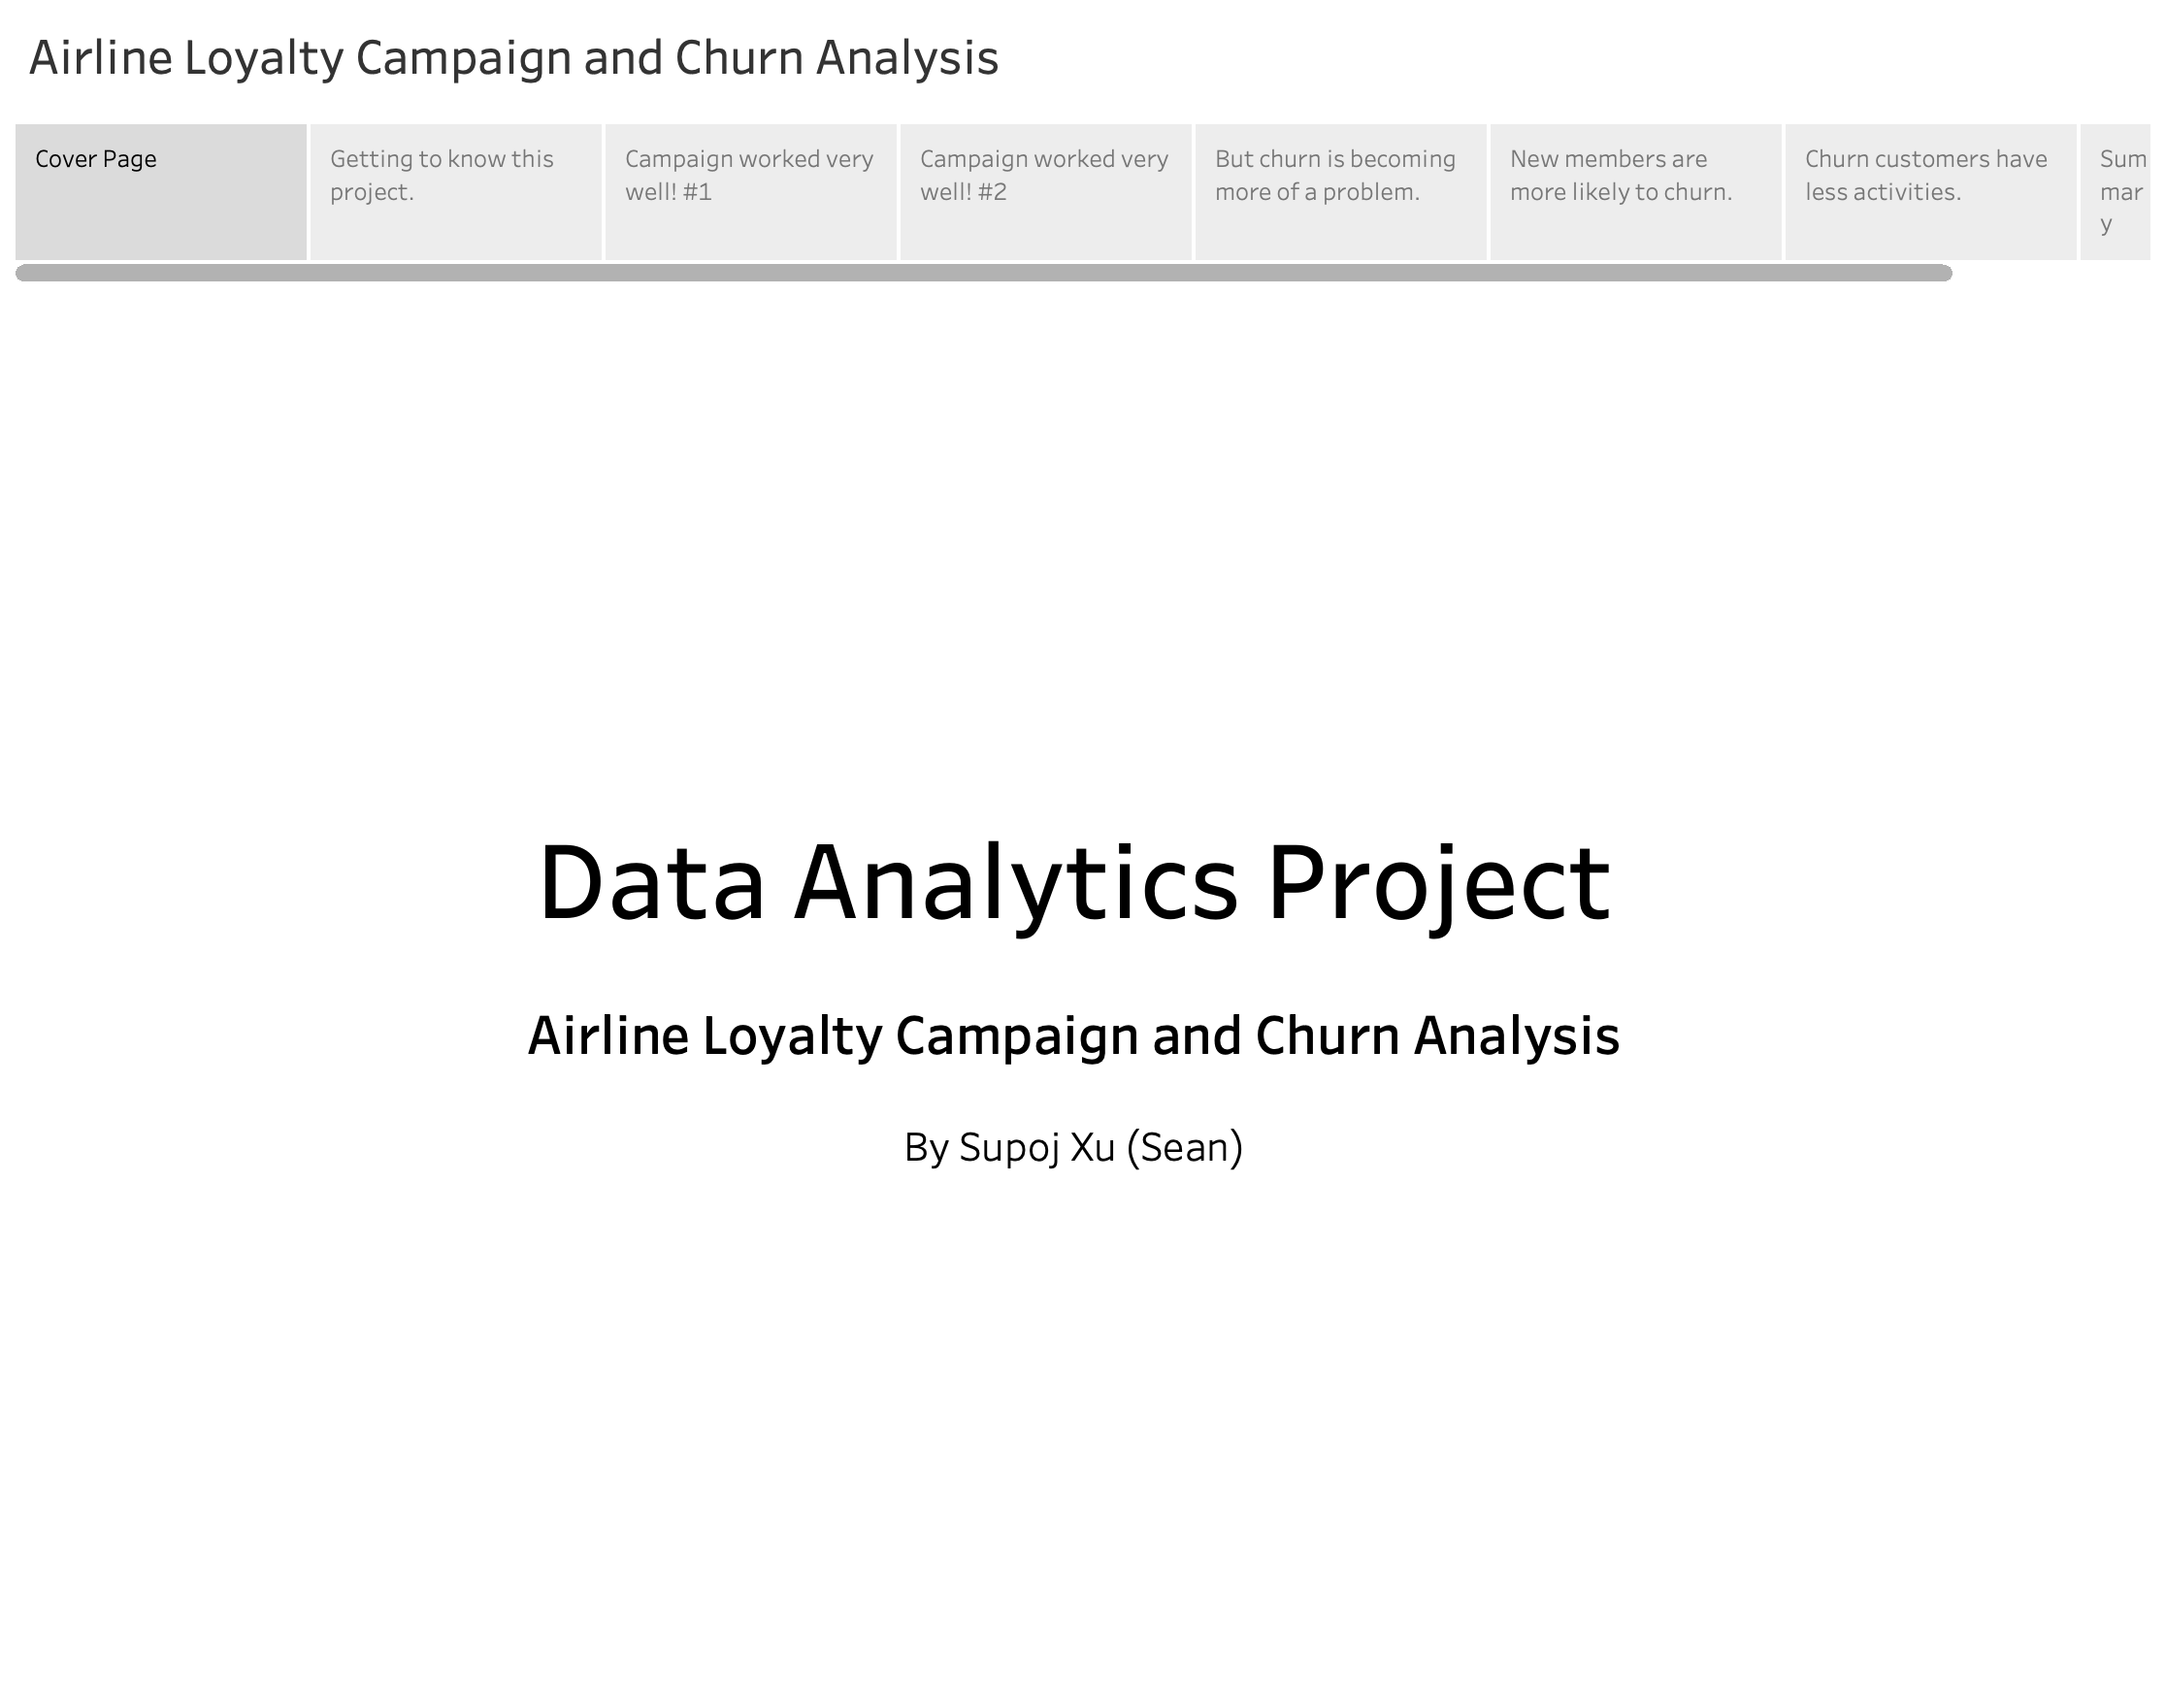 Airline Loyalty Campaign and Churn Analysis
Cover Page
Getting to know this
project.
Campaign worked very
well! #1
Campaign worked very
well! #2
But churn is becoming
more of a problem.
New members are
more likely to churn.
Churn customers have
less activities.
Sum
mar
y
Data Analytics Project
Airline Loyalty Campaign and Churn Analysis
By Supoj Xu (Sean)